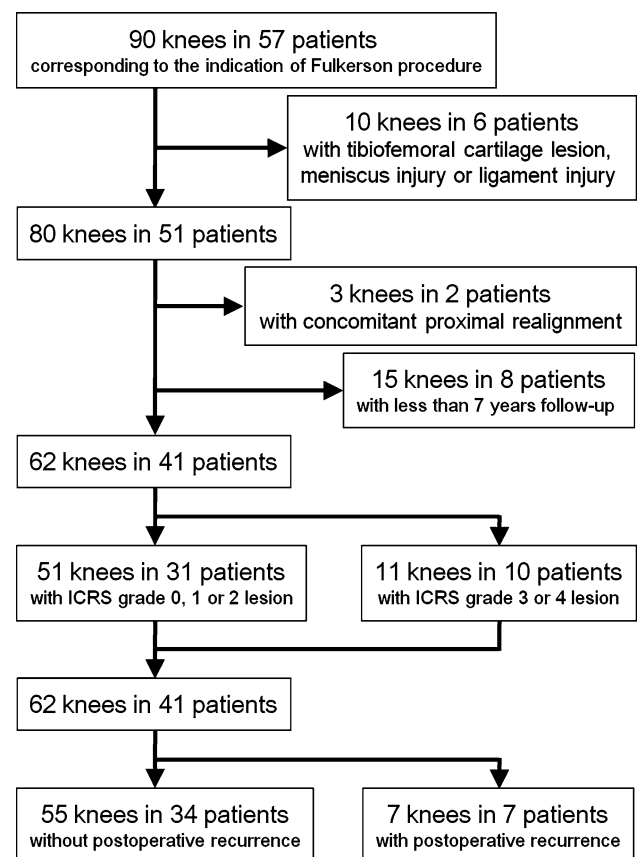 90 knees in 57 patients
corresponding to the indication of Fulkerson procedure
10 knees in 6 patients
with tibiofemoral cartilage lesion,
meniscus injury or ligament injury
80 knees in 51 patients
3 knees in 2 patients
with concomitant proximal realignment
15 knees in 8 patients
with less than 7 years follow-up
62 knees in 41 patients
51 knees in 31 patients
with ICRS grade 0, 1 or 2 lesion
11 knees in 10 patients
with ICRS grade 3 or 4 lesion
62 knees in 41 patients
55 knees in 34 patients
without postoperative recurrence
7 knees in 7 patients
with postoperative recurrence